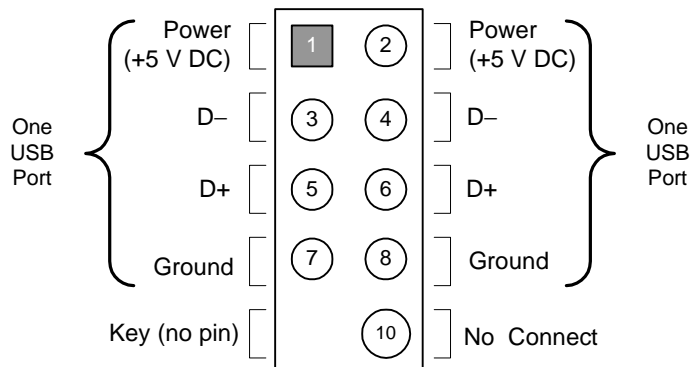 Power
(+5 V DC)
1
2
Power
(+5 V DC)
D−
3
4
D−
One
USB
Port
One
USB
Port
D+
5
6
D+
Ground
7
8
Ground
Key (no pin)
10
No Connect